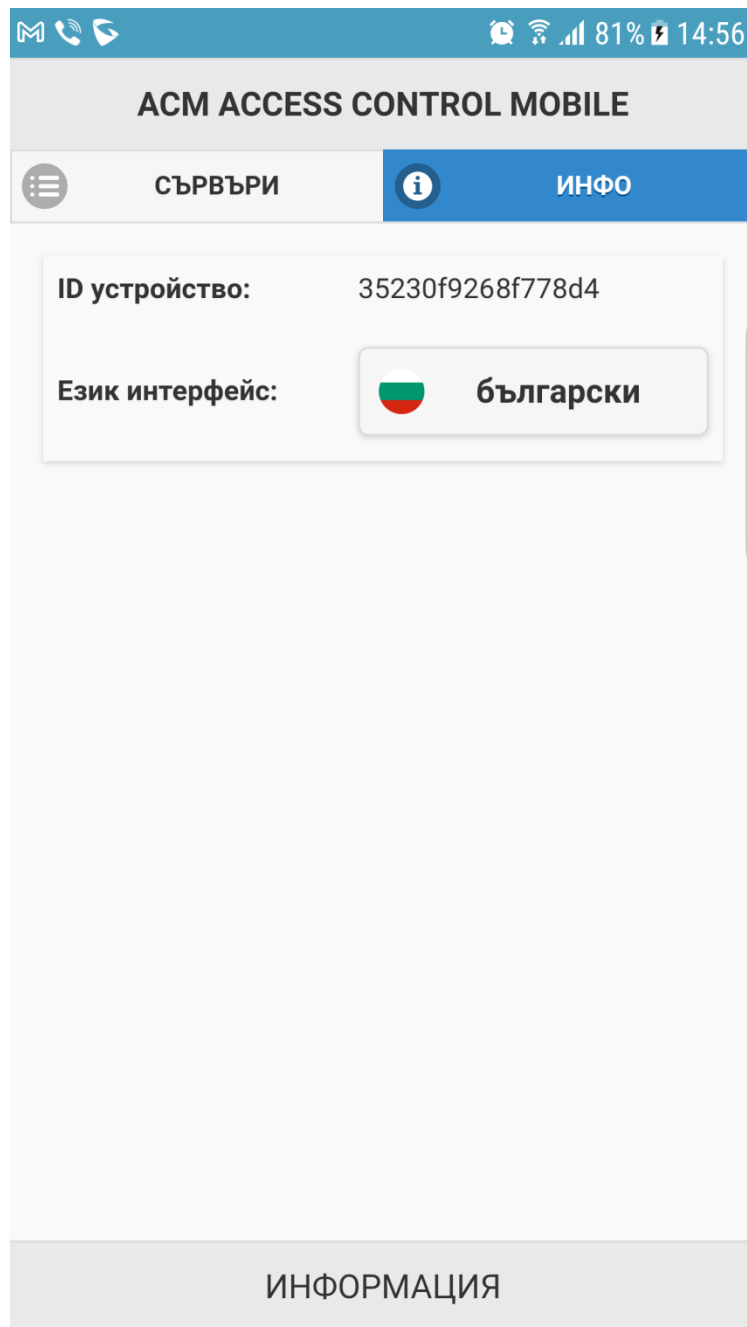 81% 14:56
ACM ACCESS CONTROL MOBILE
СЪРВЪРИ ИНФО
ID устройство: 35230f9268f778d4
Език интерфейс: български
ИНФОРМАЦИЯ